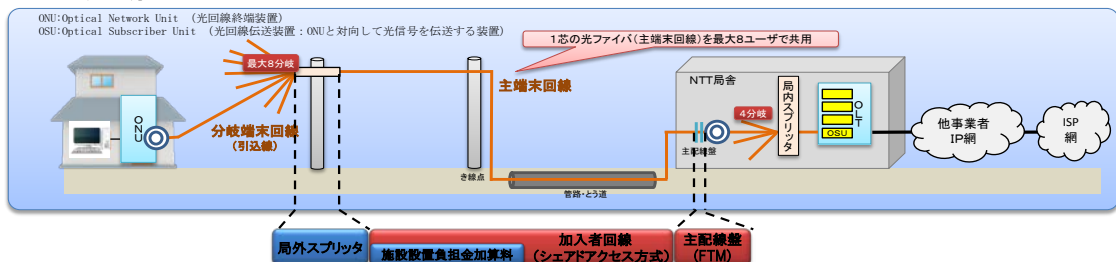 ONU:Optical Network Unit （光回線終端装置）
ONU:Optical Subscriber Unit （光回線伝送装置：ONUと対向して光信号を伝送する装置）
1芯の光ファイバ（主端末回線）を最大8ユーザで共用
最大8分岐
主端末回線
NTT局舎
ONU
分岐端末回線
（引込線）
4分岐
主配線盤
局内スプリッタ
OLT
OSU
他事業者
IP網
ISP
網
き線点
管路・とう道
局外スプリッタ
加入者回線
（シェアドアクセス方式）
施設設置負担金加算料
主配線盤
（FTM）